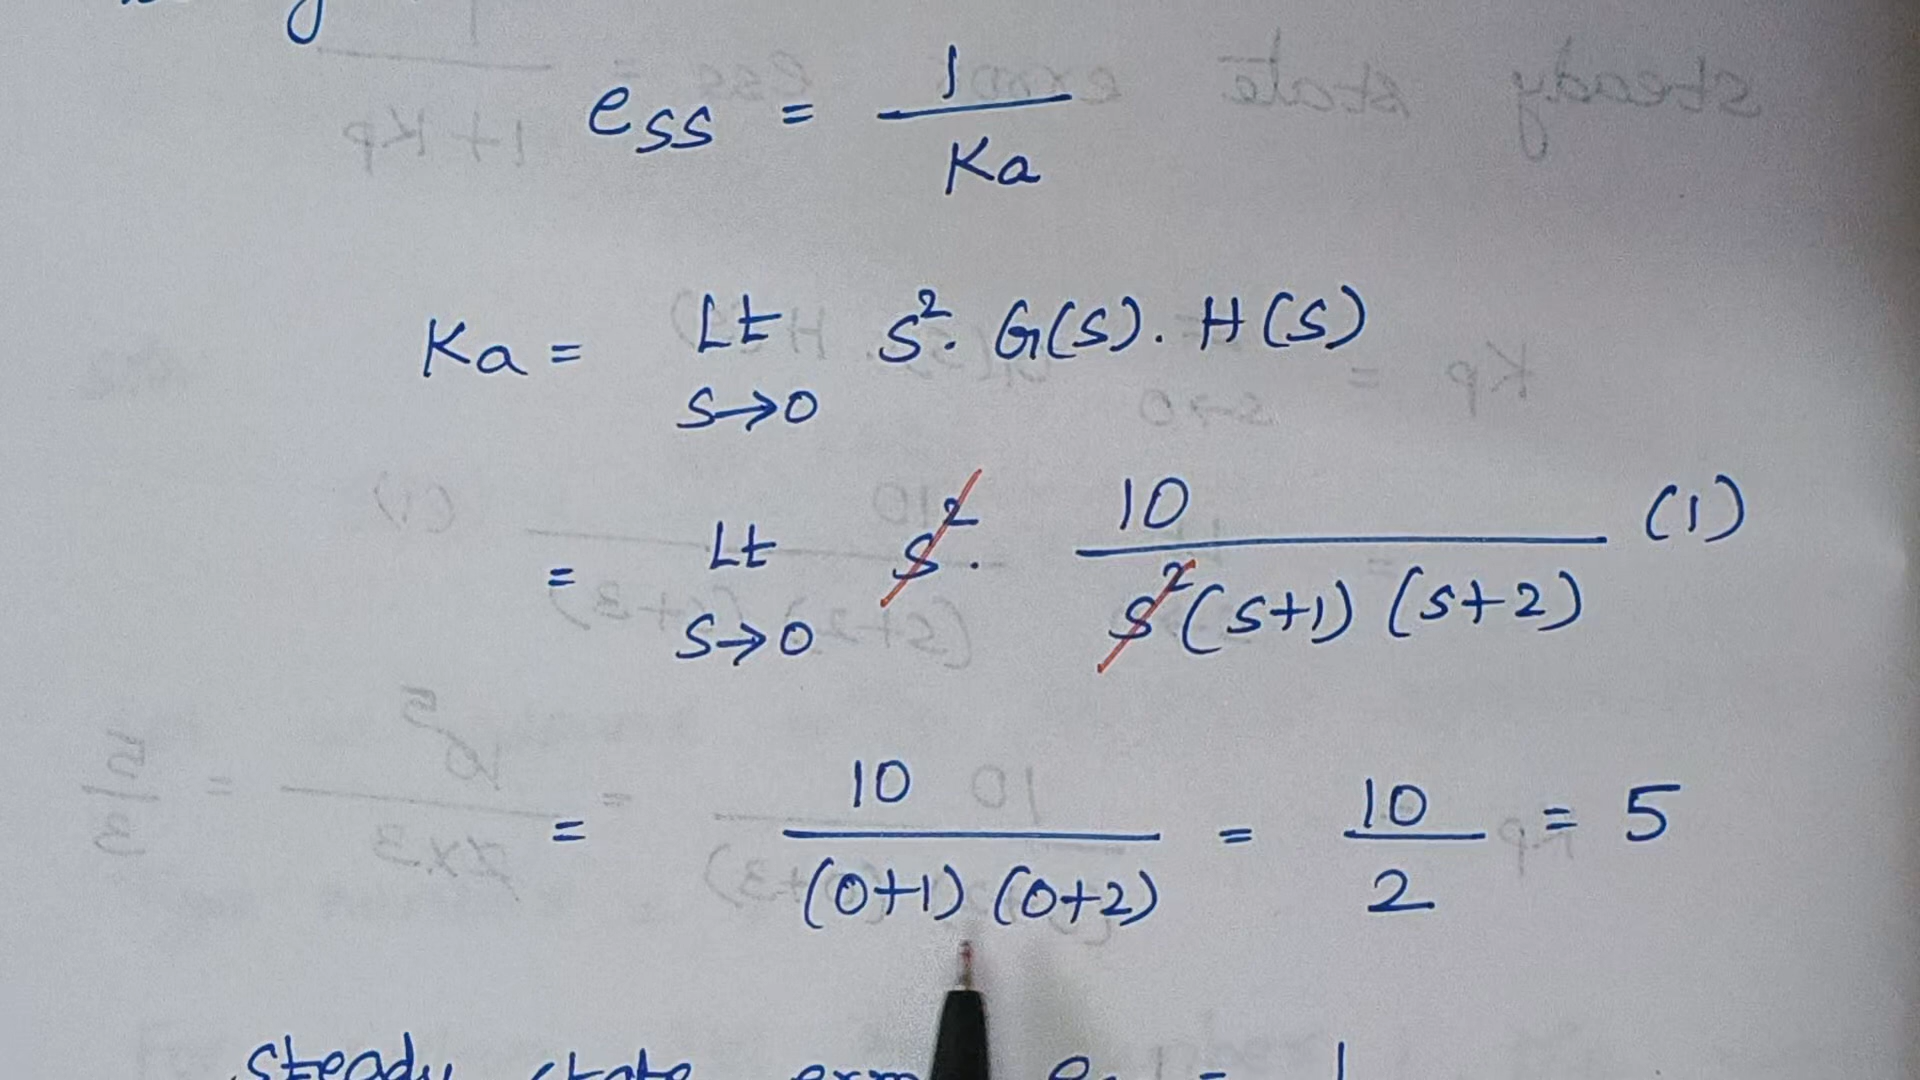 ess = 1 / Ka
Ka = Lt s→0 s². G(s). H(s)
= Lt s→0 s². 10 / s²(s+1)(s+2) (1)
= 10 / (0+1)(0+2) = 10 / 2 = 5
steady state